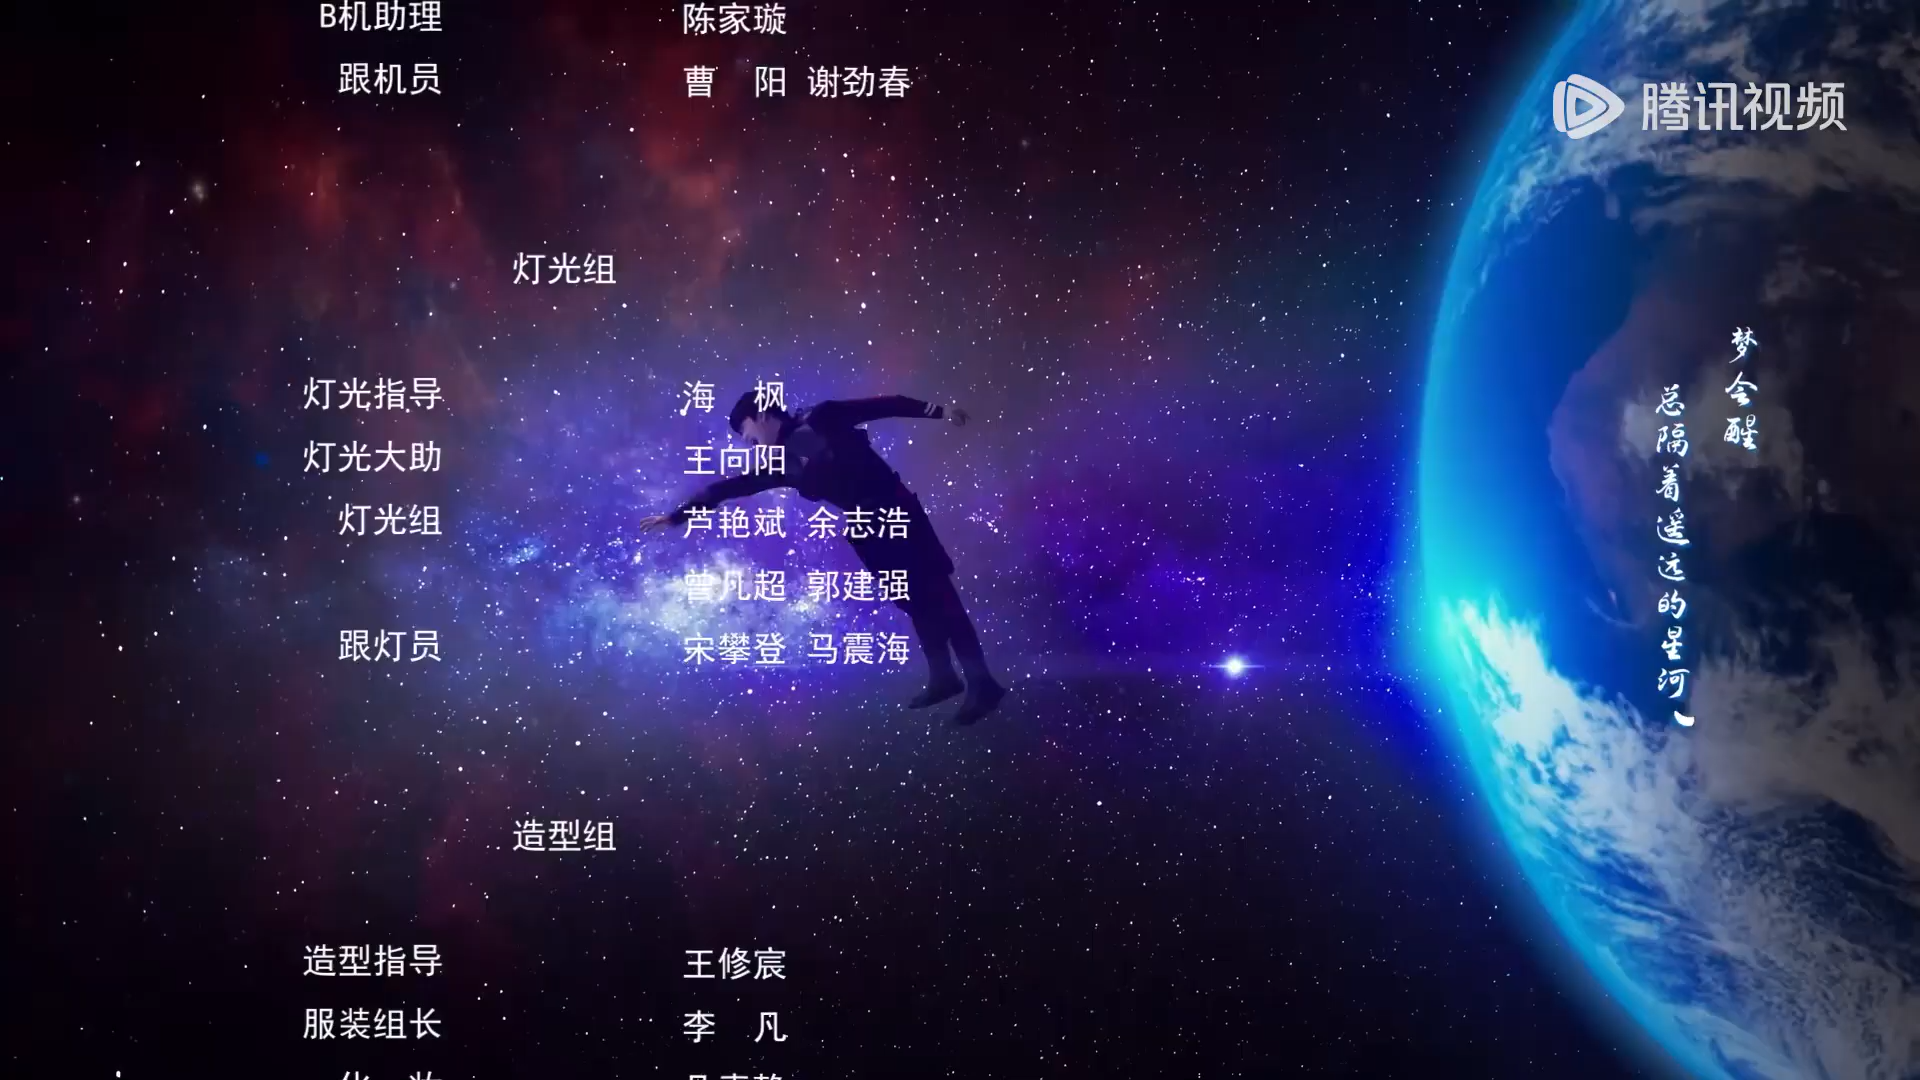 B机助理 陈家璇
跟机员 曹 阳 谢劲春
腾讯视频
灯光组
灯光指导 海 枫
灯光大助 王向阳
灯光组 芦艳斌 余志浩
曾凡超 郭建强
跟灯员 宋攀登 马震海
梦会醒
总隔着遥远的星河
造型组
造型指导 王修宸
服装组长 李 凡